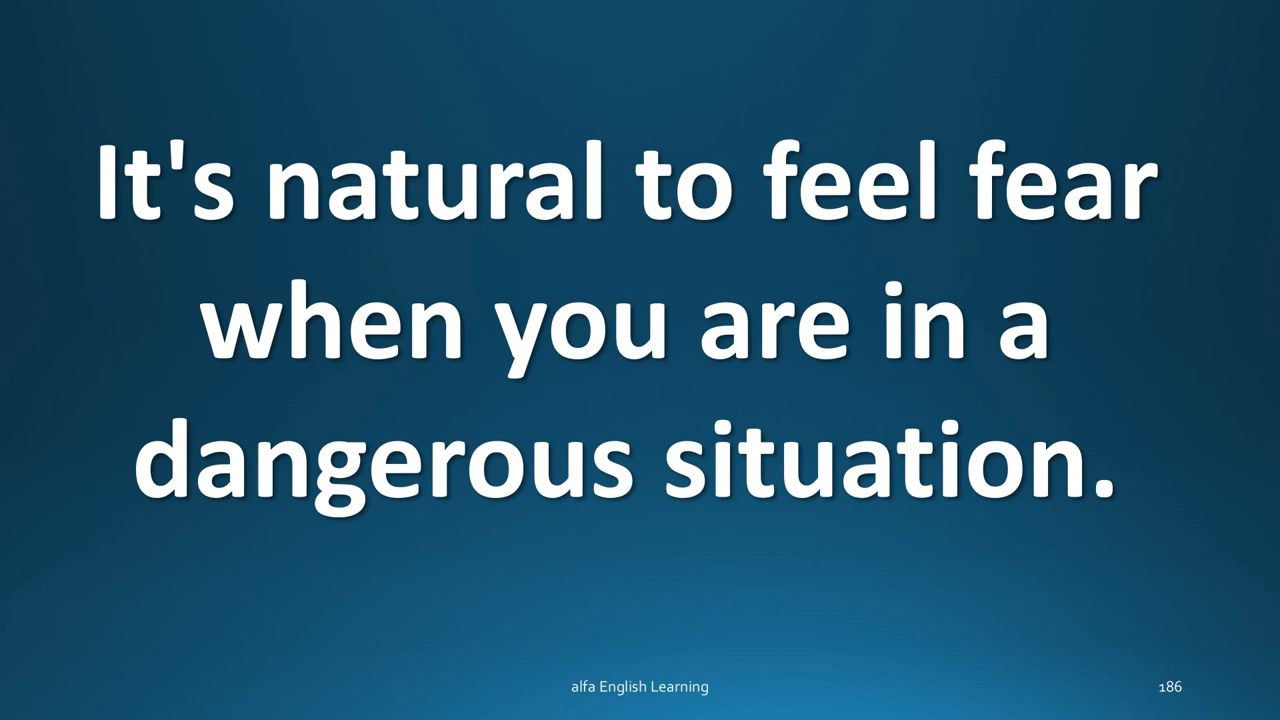 It's natural to feel fear
when you are in a
dangerous situation.
alfa English Learning
186